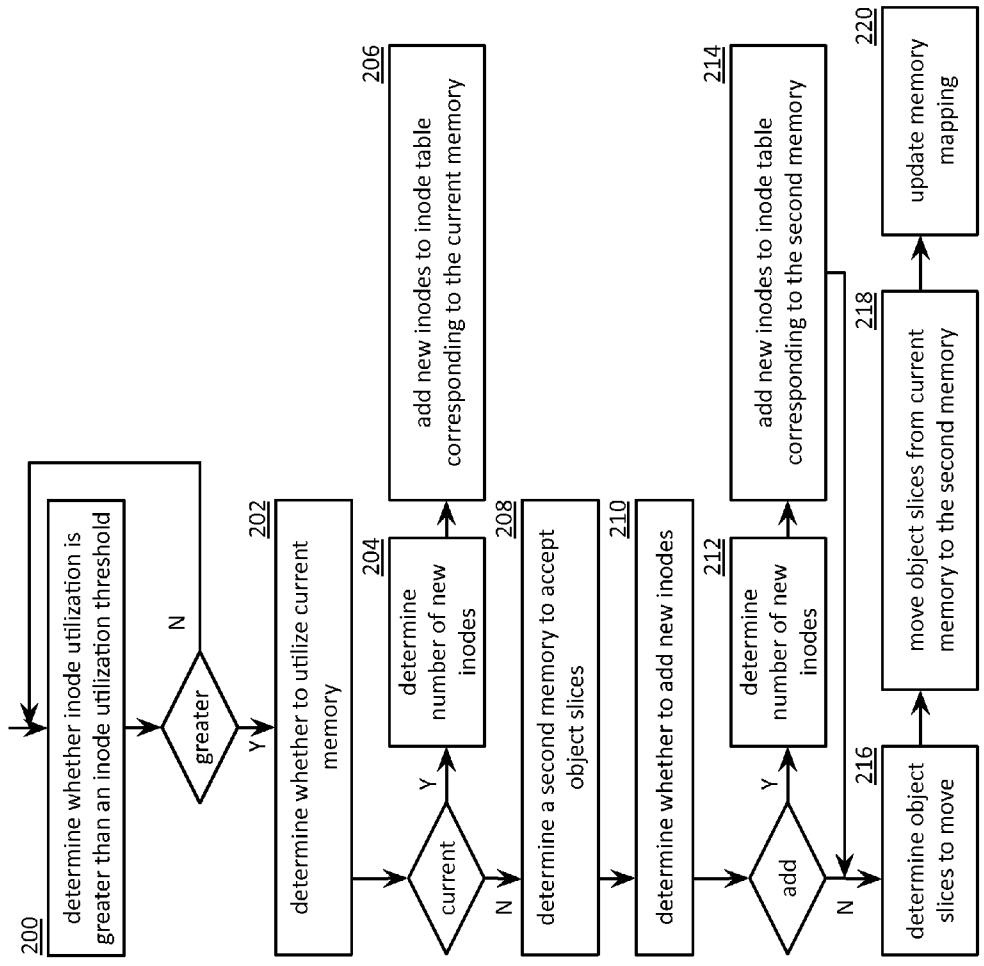 200
determine whether inode utilization is
greater than an inode utilization threshold
greater
N
Y
202
determine whether to utilize current
memory
current
Y
N
204
determine
number of new
inodes
206
add new inodes to inode table
corresponding to the current memory
208
determine a second memory to accept
object slices
210
determine whether to add new inodes
add
Y
N
212
determine
number of new
inodes
214
add new inodes to inode table
corresponding to the second memory
216
determine object
slices to move
218
move object slices from current
memory to the second memory
220
update memory
mapping